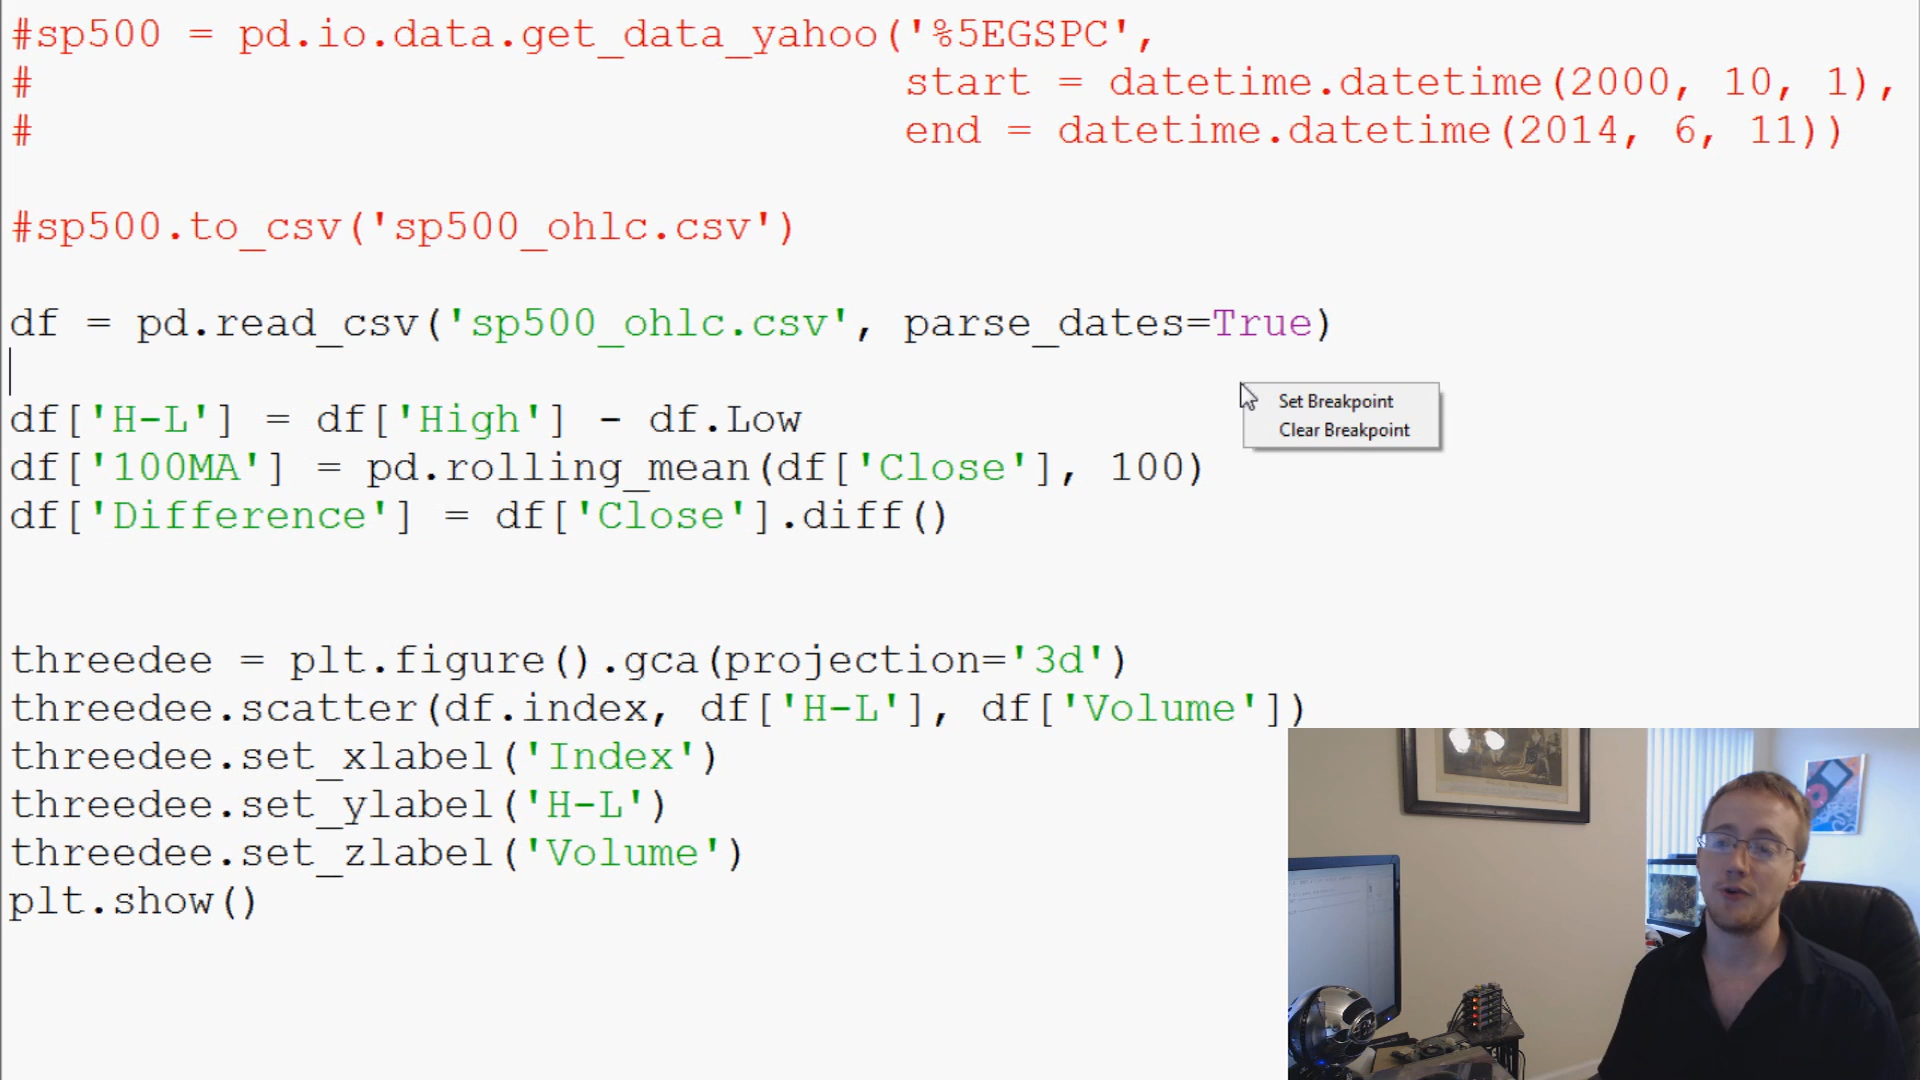 #sp500 = pd.io.data.get_data_yahoo('%5EGSPC',
#                                   start = datetime.datetime(2000, 10, 1),
#                                   end = datetime.datetime(2014, 6, 11))
#sp500.to_csv('sp500_ohlc.csv')
df = pd.read_csv('sp500_ohlc.csv', parse_dates=True)
Set Breakpoint
Clear Breakpoint
df['H-L'] = df['High'] - df.Low
df['100MA'] = pd.rolling_mean(df['Close'], 100)
df['Difference'] = df['Close'].diff()
threedee = plt.figure().gca(projection='3d')
threedee.scatter(df.index, df['H-L'], df['Volume'])
threedee.set_xlabel('Index')
threedee.set_ylabel('H-L')
threedee.set_zlabel('Volume')
plt.show()